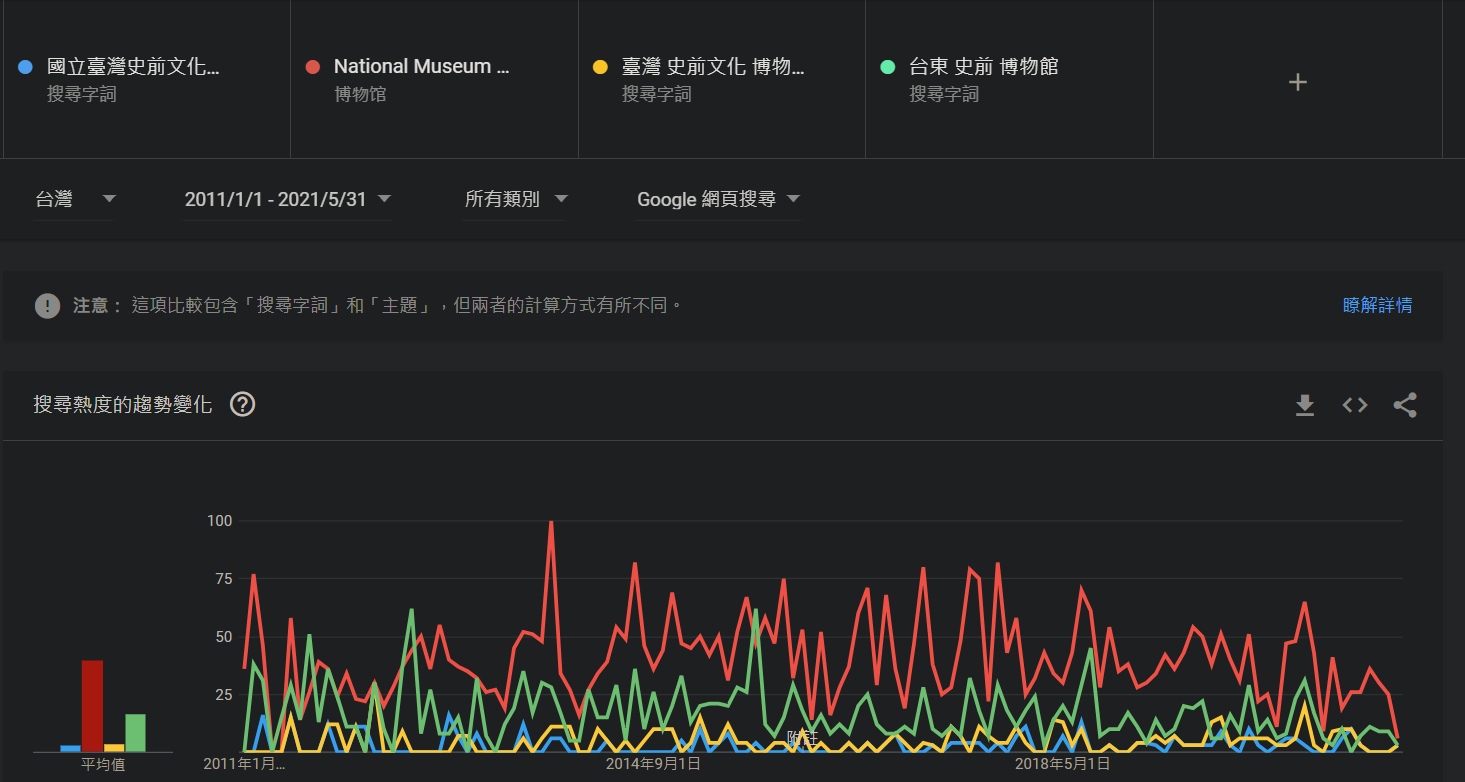 國立臺灣史前文化...
搜尋字詞
National Museum ...
博物馆
臺灣 史前文化 博物...
搜尋字詞
台東 史前 博物館
搜尋字詞
+
台灣
2011/1/1 - 2021/5/31
所有類別
Google 網頁搜尋
! 注意： 這項比較包含「搜尋字詞」和「主題」，但兩者的計算方式有所不同。
瞭解詳情
搜尋熱度的趨勢變化 ?
100
75
50
25
附註
平均值
2011年1月...
2014年9月1日
2018年5月1日